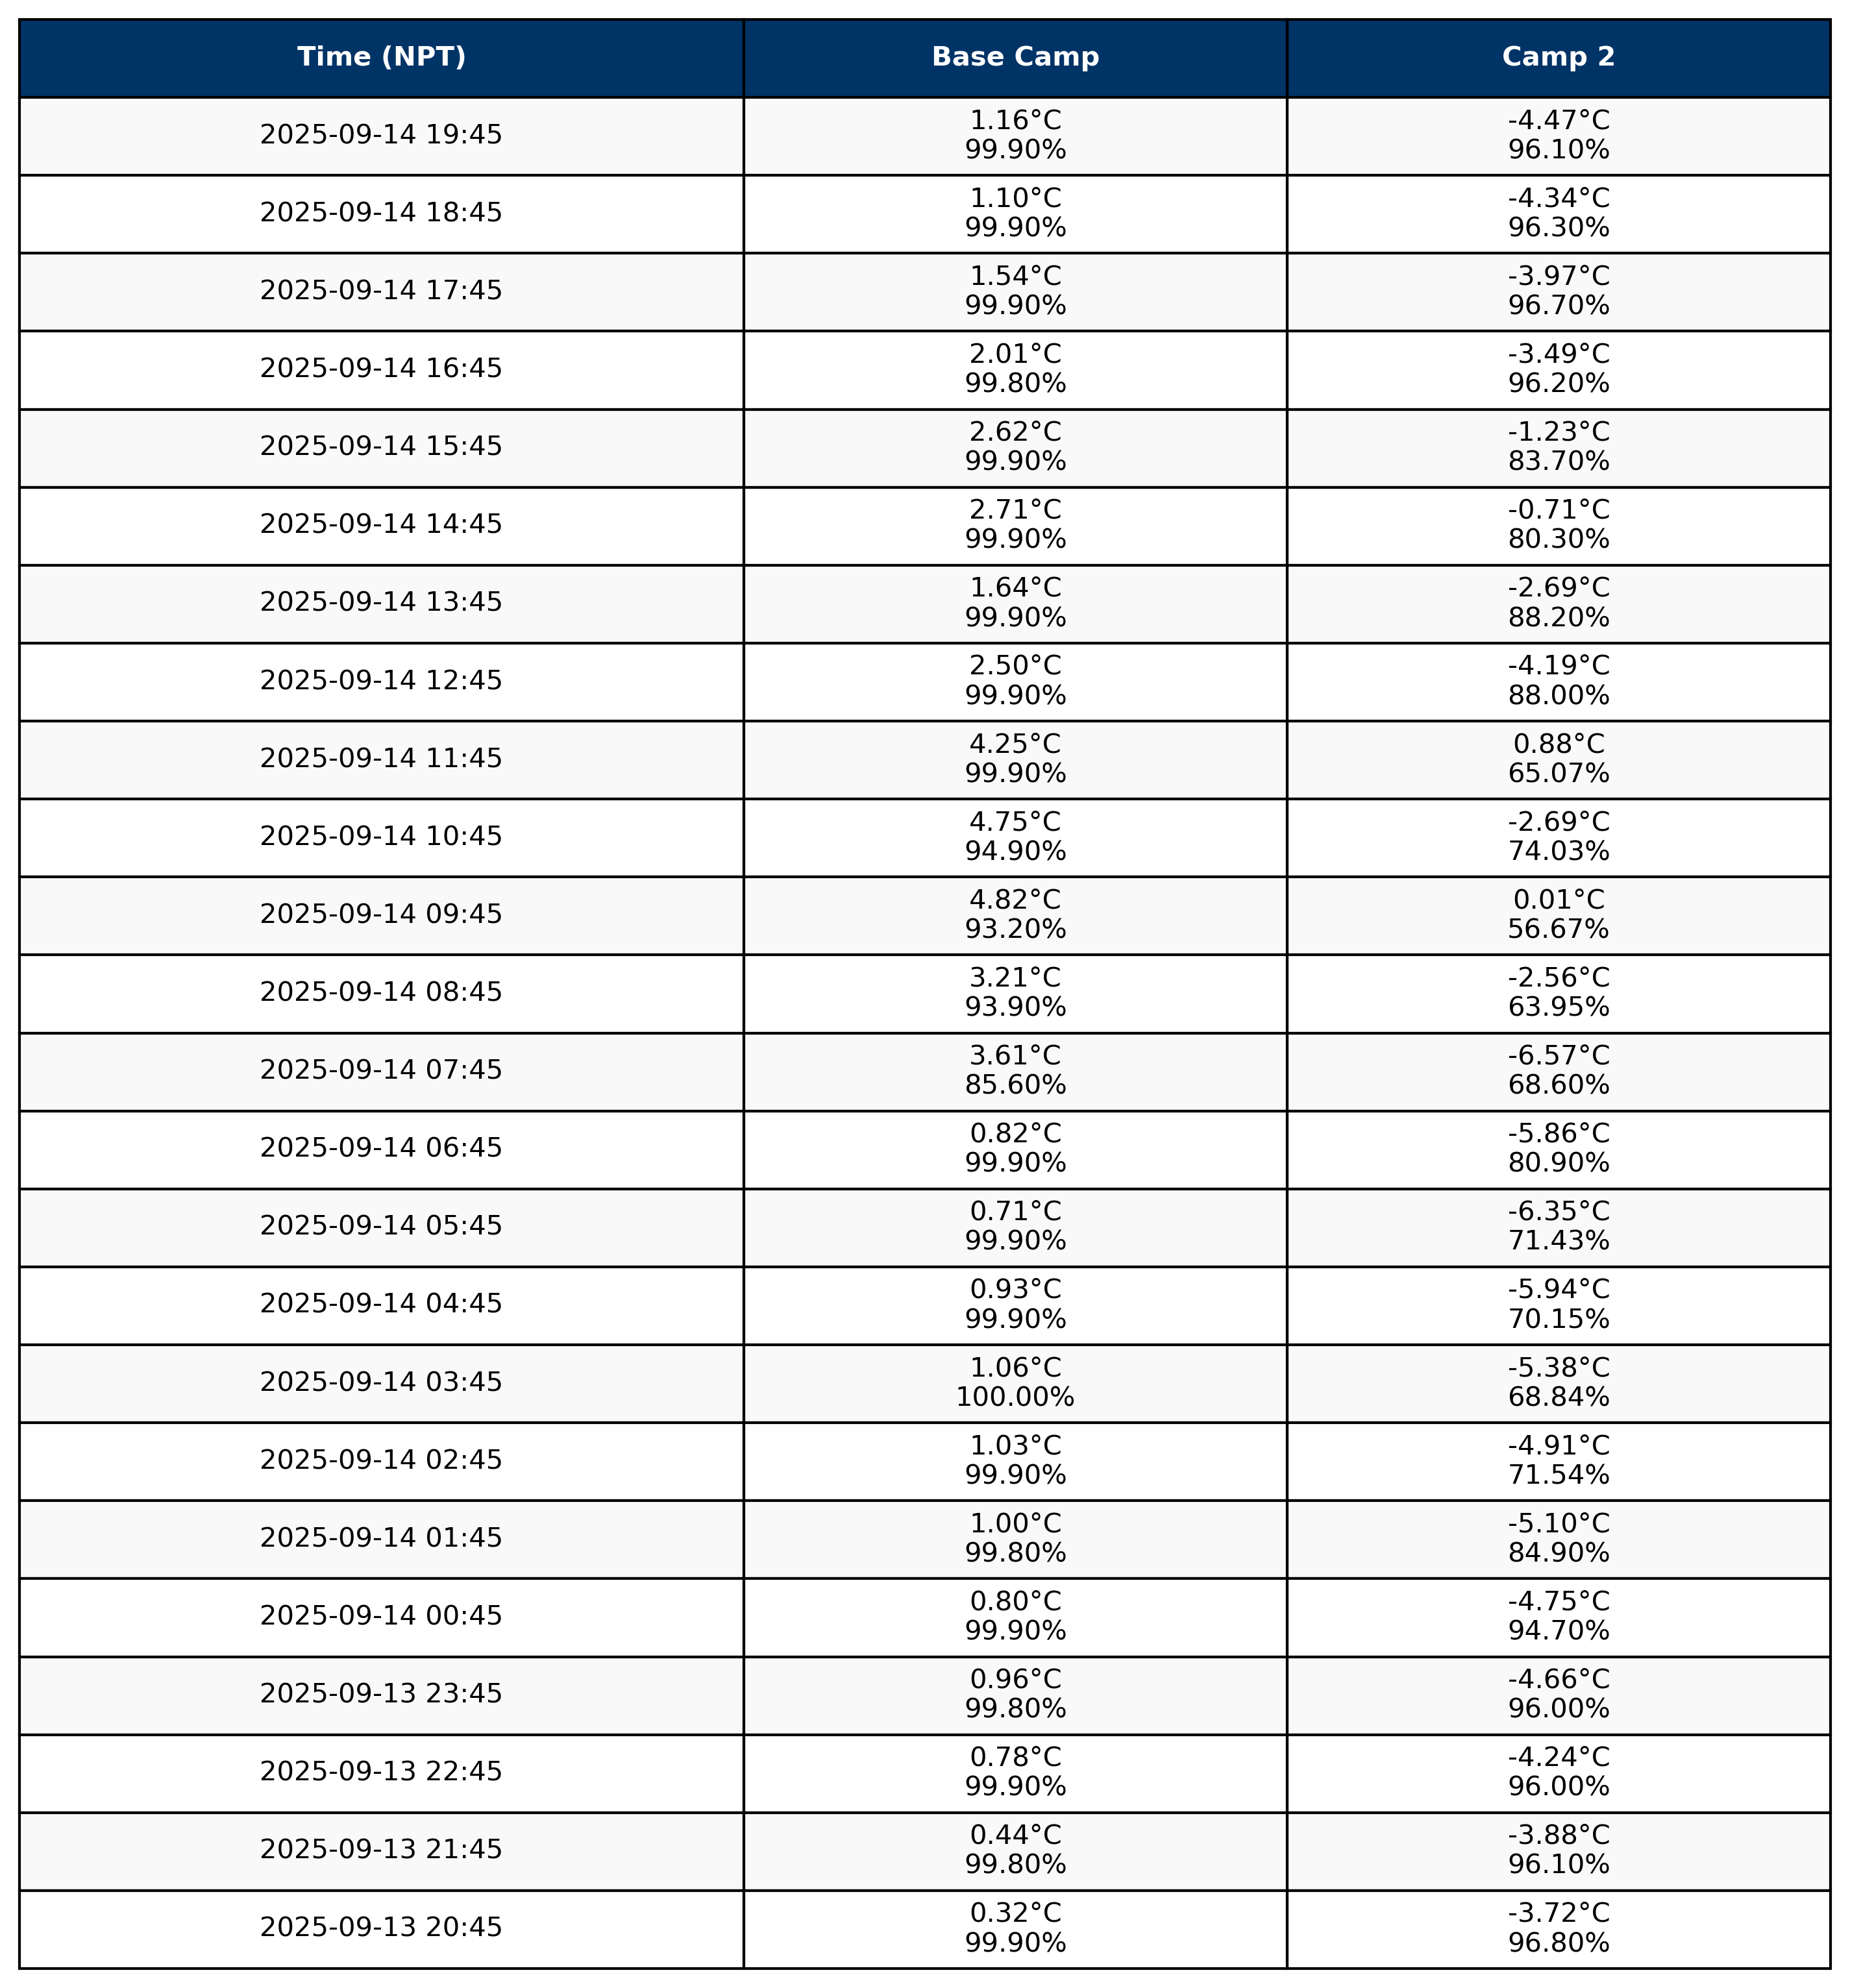 Time (NPT) Base Camp Camp 2
2025-09-14 19:45 1.16°C -4.47°C
99.90% 96.10%
2025-09-14 18:45 1.10°C -4.34°C
99.90% 96.30%
2025-09-14 17:45 1.54°C -3.97°C
99.90% 96.70%
2025-09-14 16:45 2.01°C -3.49°C
99.80% 96.20%
2025-09-14 15:45 2.62°C -1.23°C
99.90% 83.70%
2025-09-14 14:45 2.71°C -0.71°C
99.90% 80.30%
2025-09-14 13:45 1.64°C -2.69°C
99.90% 88.20%
2025-09-14 12:45 2.50°C -4.19°C
99.90% 88.00%
2025-09-14 11:45 4.25°C 0.88°C
99.90% 65.07%
2025-09-14 10:45 4.75°C -2.69°C
94.90% 74.03%
2025-09-14 09:45 4.82°C 0.01°C
93.20% 56.67%
2025-09-14 08:45 3.21°C -2.56°C
93.90% 63.95%
2025-09-14 07:45 3.61°C -6.57°C
85.60% 68.60%
2025-09-14 06:45 0.82°C -5.86°C
99.90% 80.90%
2025-09-14 05:45 0.71°C -6.35°C
99.90% 71.43%
2025-09-14 04:45 0.93°C -5.94°C
99.90% 70.15%
2025-09-14 03:45 1.06°C -5.38°C
100.00% 68.84%
2025-09-14 02:45 1.03°C -4.91°C
99.90% 71.54%
2025-09-14 01:45 1.00°C -5.10°C
99.80% 84.90%
2025-09-14 00:45 0.80°C -4.75°C
99.90% 94.70%
2025-09-13 23:45 0.96°C -4.66°C
99.80% 96.00%
2025-09-13 22:45 0.78°C -4.24°C
99.90% 96.00%
2025-09-13 21:45 0.44°C -3.88°C
99.80% 96.10%
2025-09-13 20:45 0.32°C -3.72°C
99.90% 96.80%